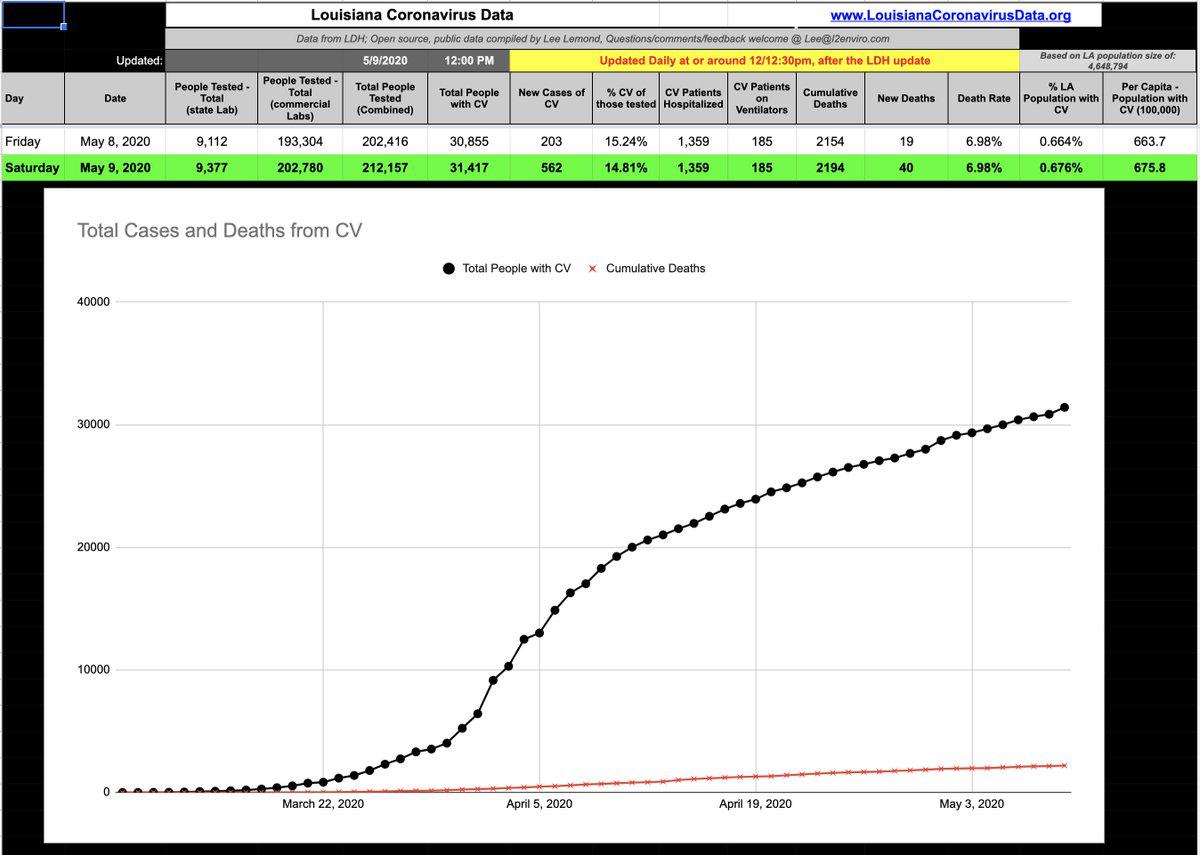 Louisiana Coronavirus Data www.LouisianaCoronavirusData.org
Data from LDH; Open source, public data compiled by Lee Lemond, Questions/comments/feedback welcome @ Lee@l2enviro.com
Updated: 5/9/2020 12:00 PM Updated Daily at or around 12/12:30pm, after the LDH update Based on LA population size of: 4,648,794
Day Date People Tested - Total (state Lab) People Tested - Total (commercial Labs) Total People Tested (Combined) Total People with CV New Cases of CV % CV of those tested CV Patients Hospitalized CV Patients on Ventilators Cumulative Deaths New Deaths Death Rate % LA Population with CV Per Capita - Population with CV (100,000)
Friday May 8, 2020 9,112 193,304 202,416 30,855 203 15.24% 1,359 185 2154 19 6.98% 0.664% 663.7
Saturday May 9, 2020 9,377 202,780 212,157 31,417 562 14.81% 1,359 185 2194 40 6.98% 0.676% 675.8
Total Cases and Deaths from CV
Total People with CV Cumulative Deaths
40000
30000
20000
10000
0
March 22, 2020 April 5, 2020 April 19, 2020 May 3, 2020